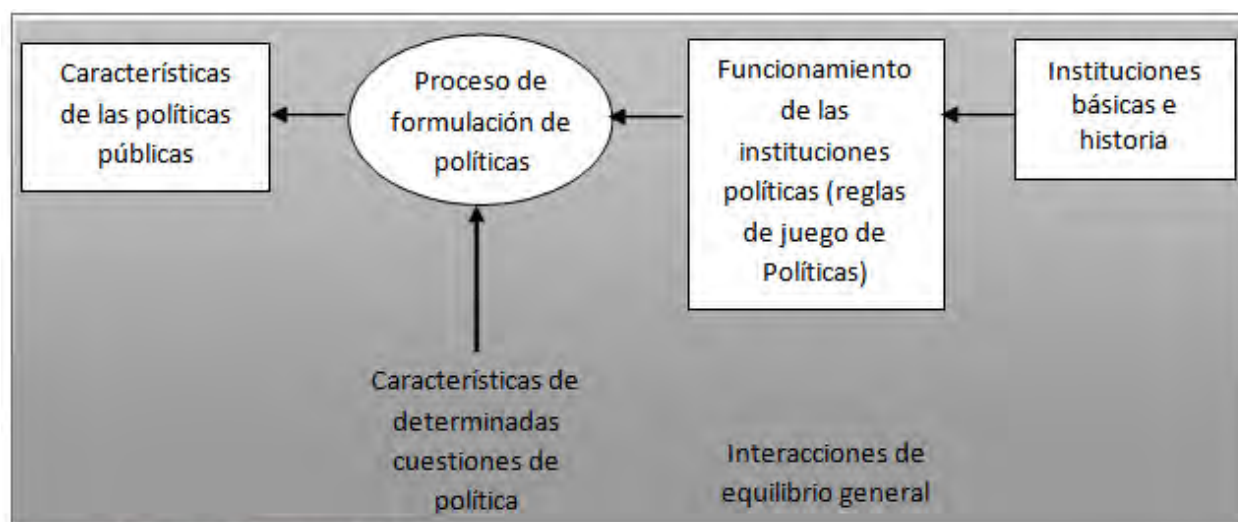 Características
de las políticas
públicas
Proceso de
formulación de
políticas
Funcionamiento
de las
instituciones
políticas (reglas
de juego de
Políticas)
Instituciones
básicas e
historia
Características de
determinadas
cuestiones de
política
Interacciones de
equilibrio general